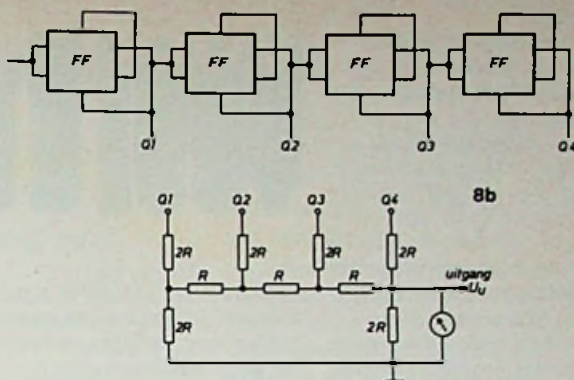 FF FF FF FF
Q1 Q2 Q3 Q4
8b
Q1 Q2 Q3 Q4
2R 2R 2R 2R
uitgang
R R R
Uu
2R 2R